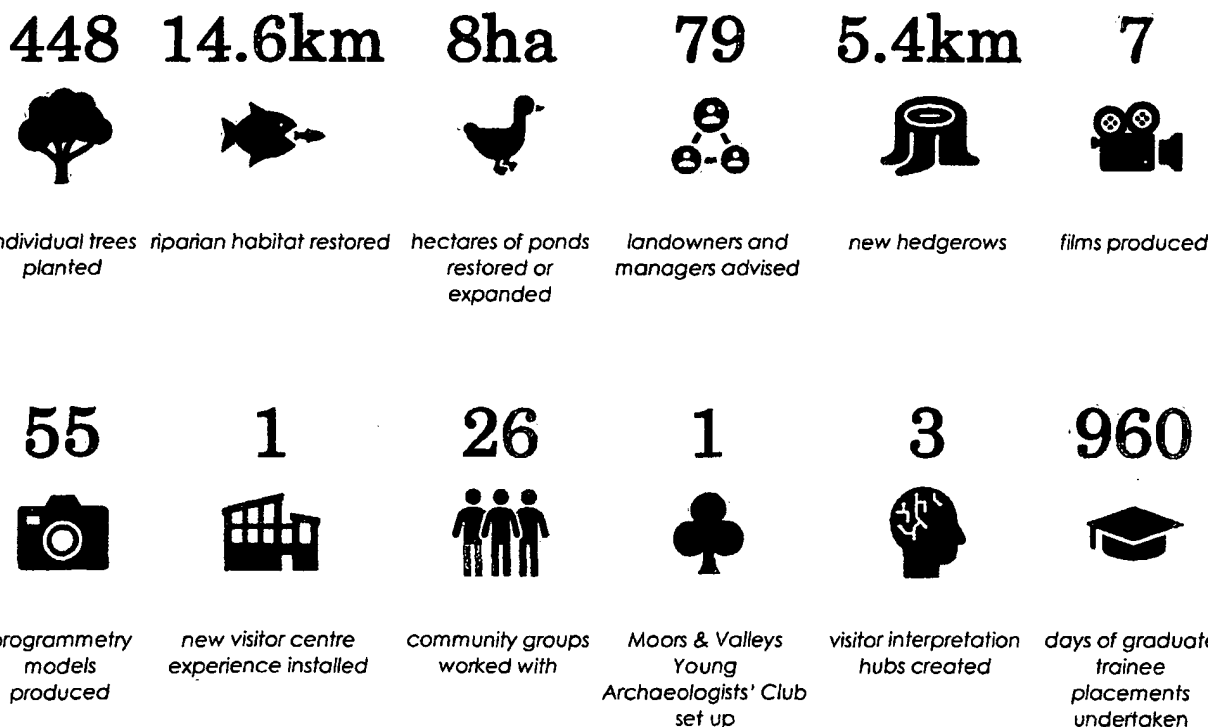 448 14.6km 8ha 79 5.4km 7
individual trees planted
riparian habitat restored
hectares of ponds
restored or
expanded
landowners and
managers advised
new hedgerows
films produced
55 1 26 1 3 960
programmetry
models
produced
new visitor centre
experience installed
community groups
worked with
Moors & Valleys
Young
Archaeologists' Club
set up
visitor interpretation
hubs created
days of graduate
trainee
placements
undertaken